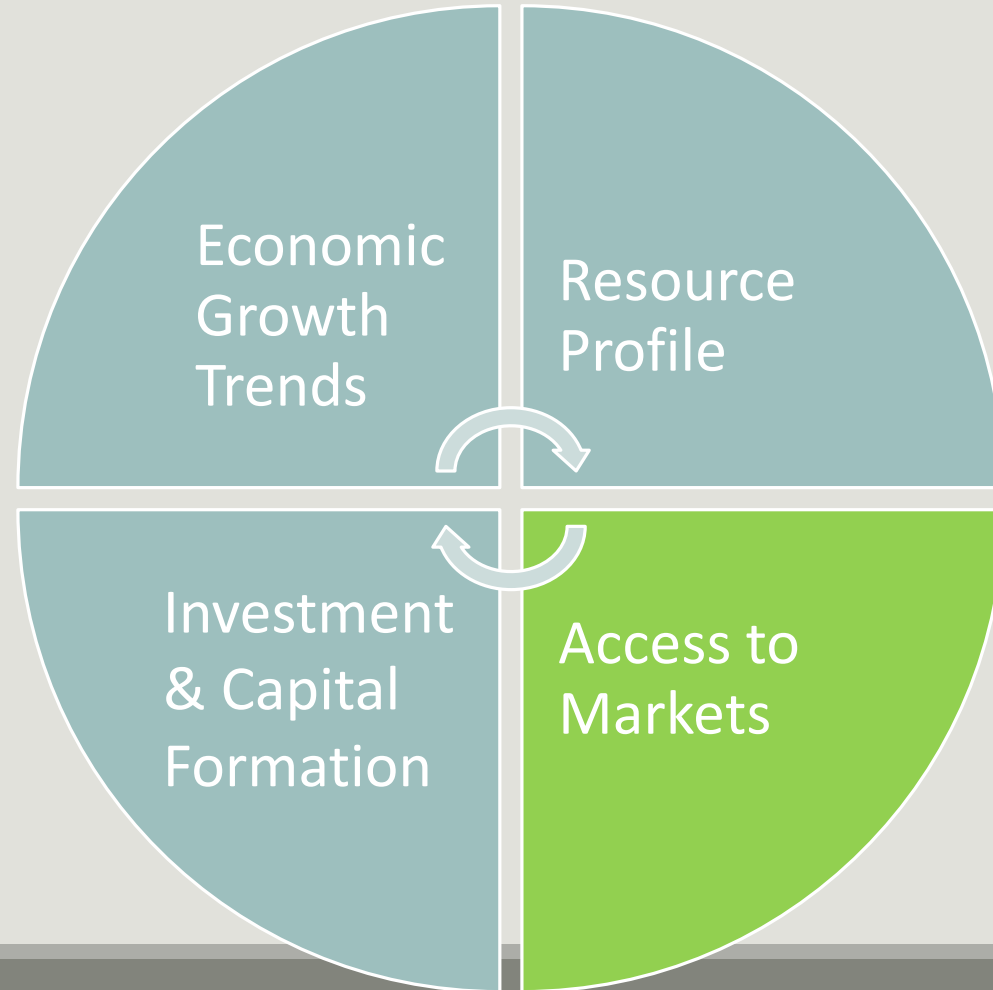 Economic
Growth
Trends
Resource
Profile
Investment
& Capital
Formation
Access to
Markets